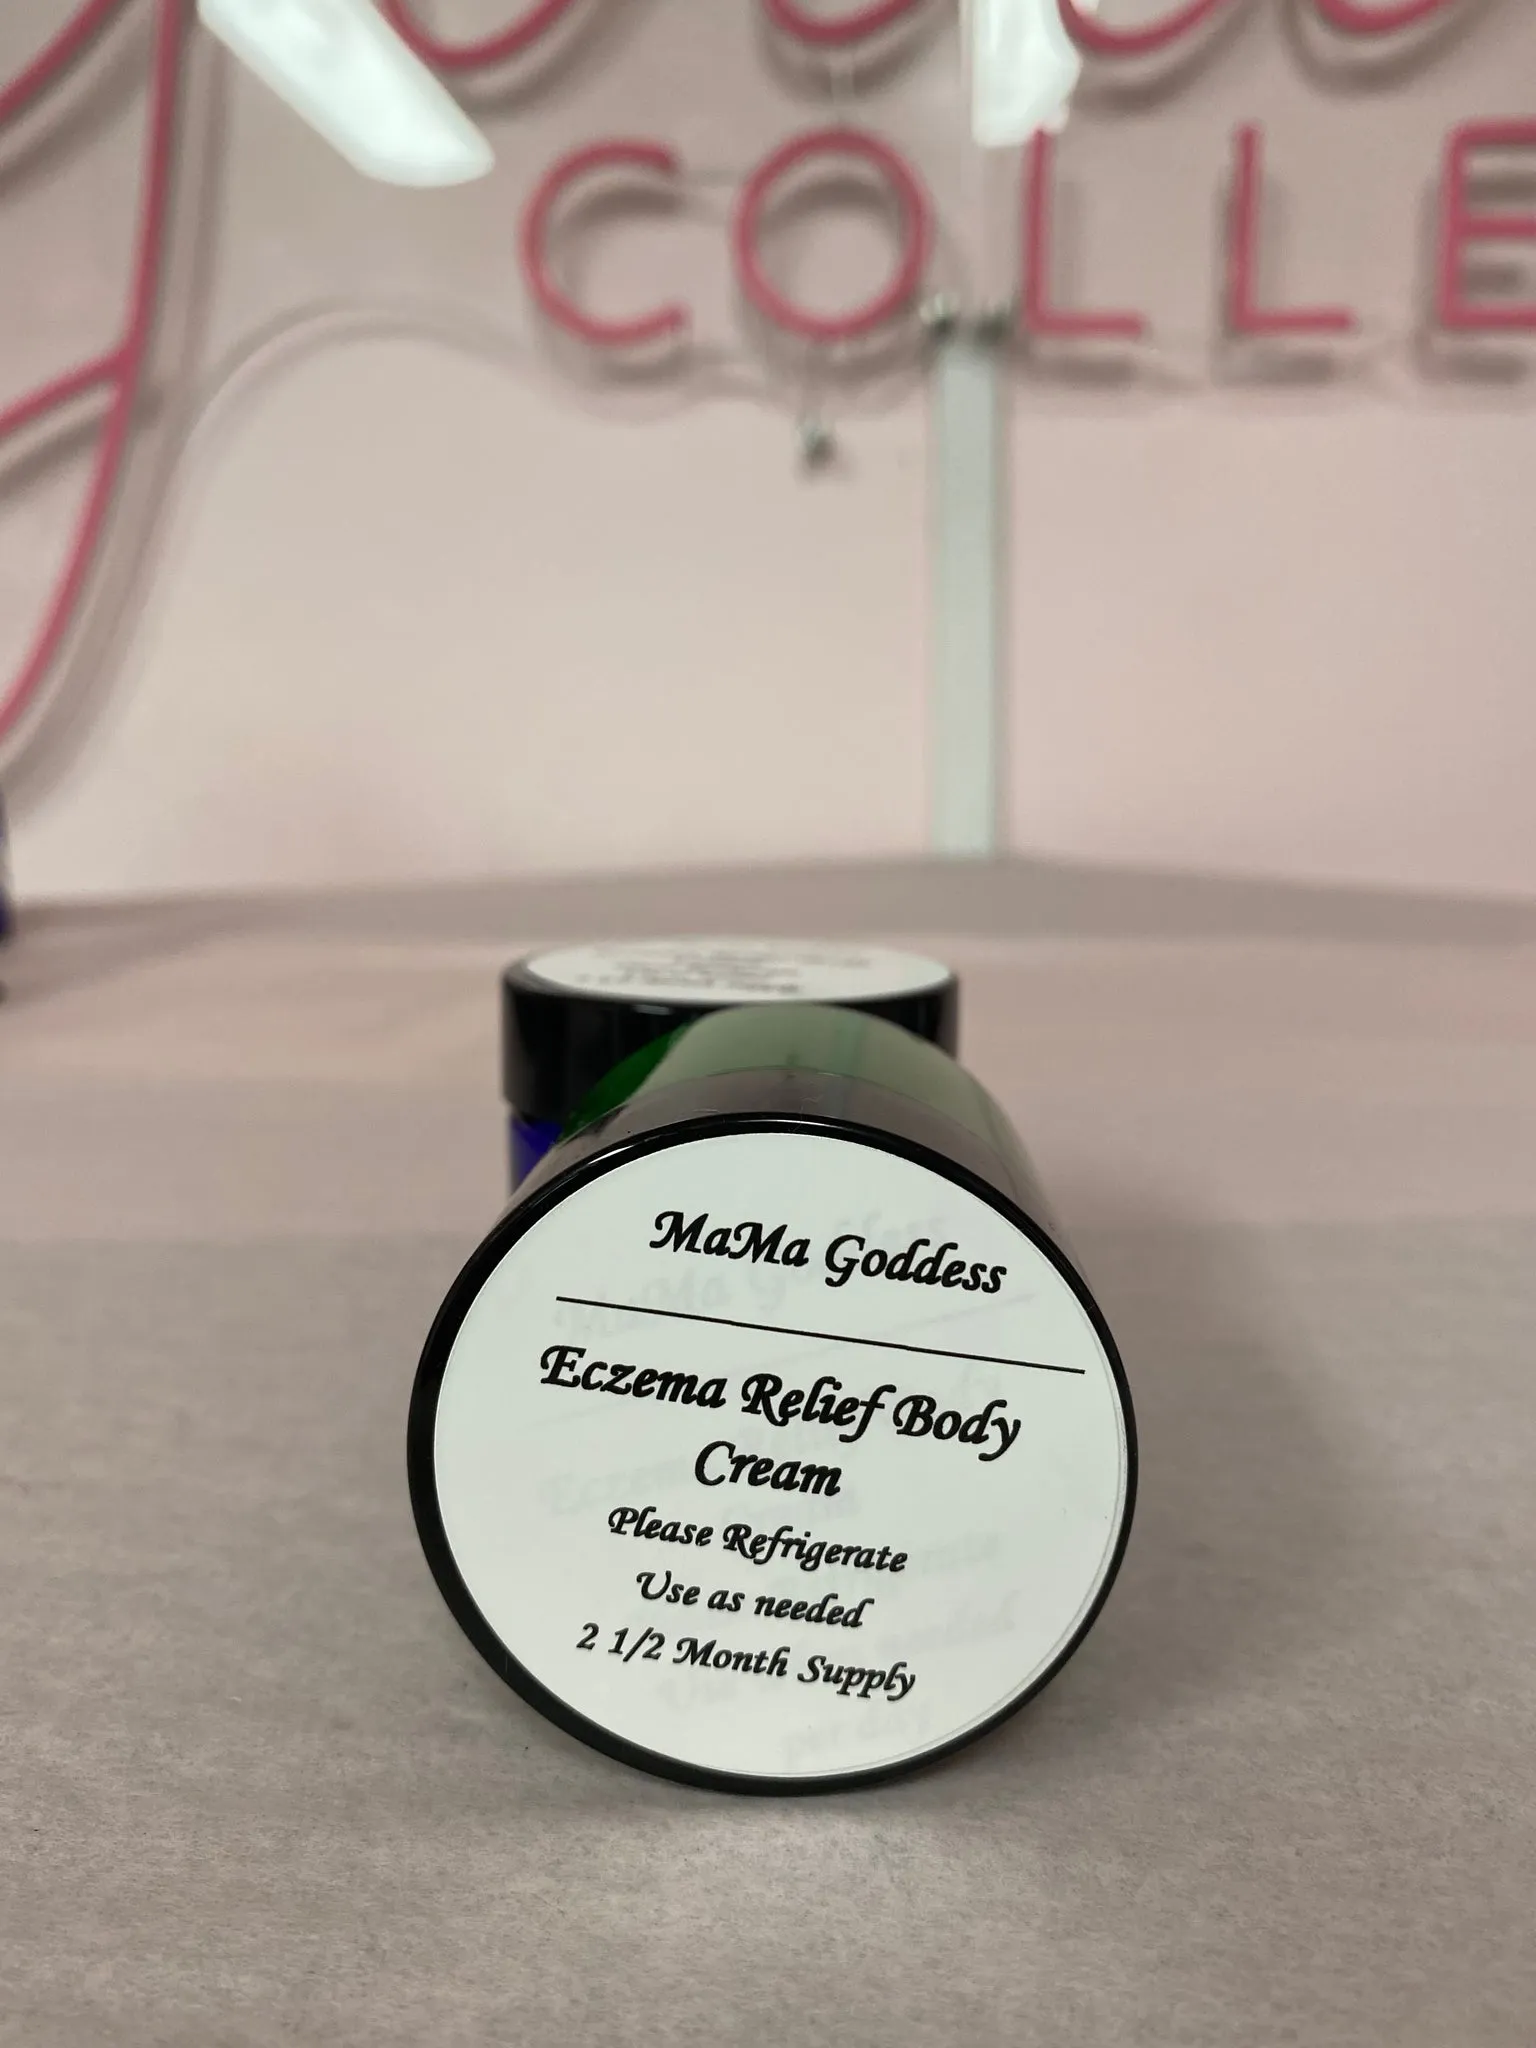 COLLE
MaMa Goddess
Eczema Relief Body
Cream
Please Refrigerate
Use as needed
2 1/2 Month Supply